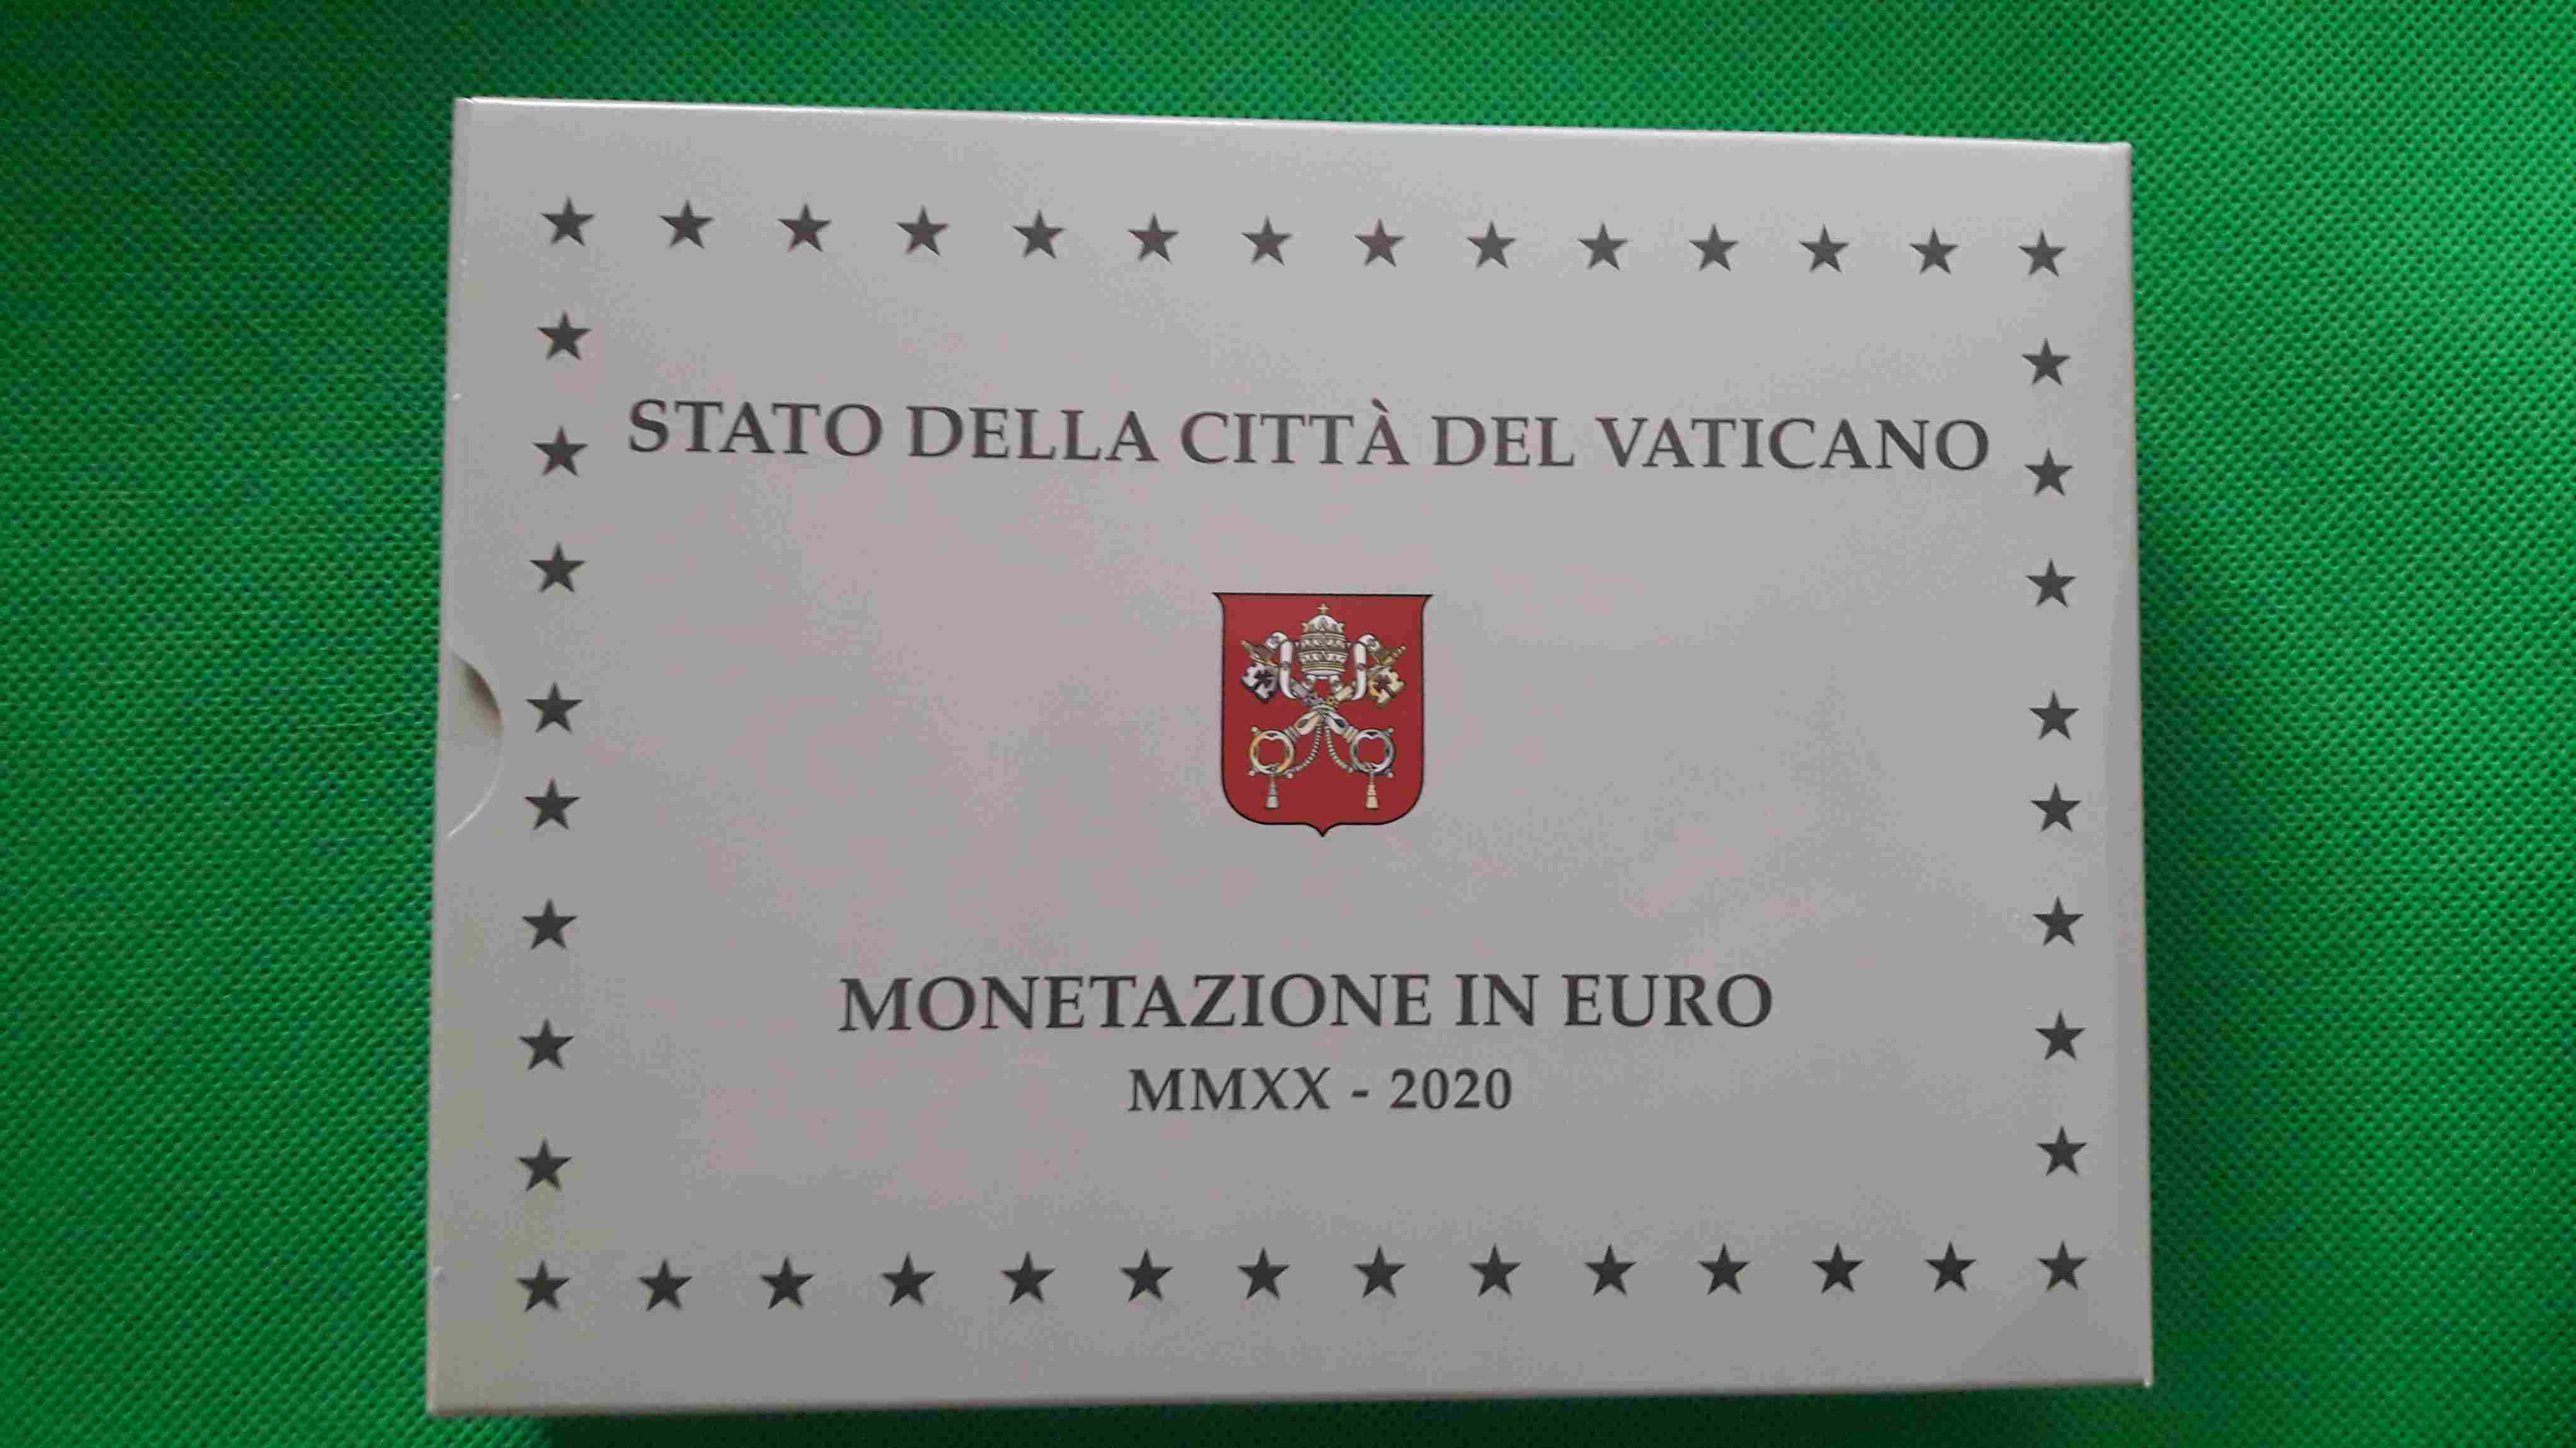 STATO DELLA CITTÀ DEL VATICANO
MONETAZIONE IN EURO
MMXX - 2020